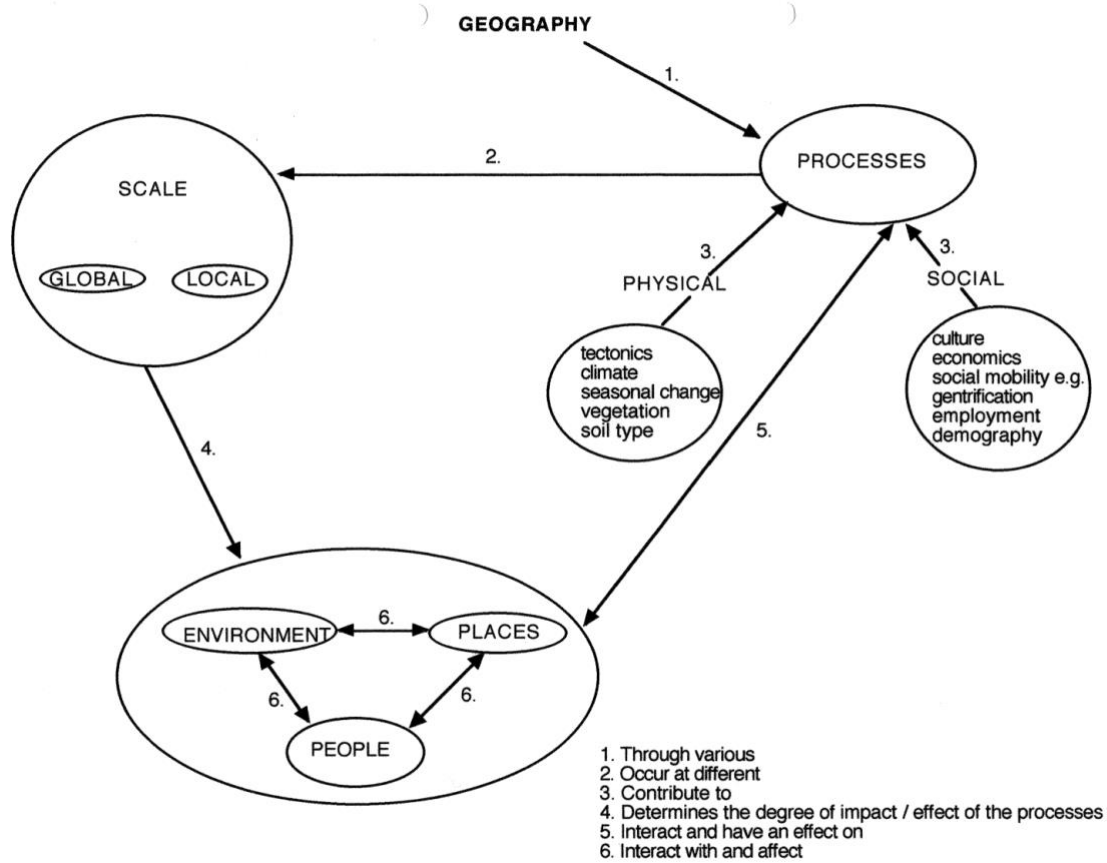 GEOGRAPHY
1.
PROCESSES
2.
SCALE
GLOBAL
LOCAL
3.
PHYSICAL
3.
SOCIAL
tectonics
climate
seasonal change
vegetation
soil type
culture
economics
social mobility e.g.
gentrification
employment
demography
4.
5.
ENVIRONMENT
6.
PLACES
6.
6.
PEOPLE
1. Through various
2. Occur at different
3. Contribute to
4. Determines the degree of impact / effect of the processes
5. Interact and have an effect on
6. Interact with and affect